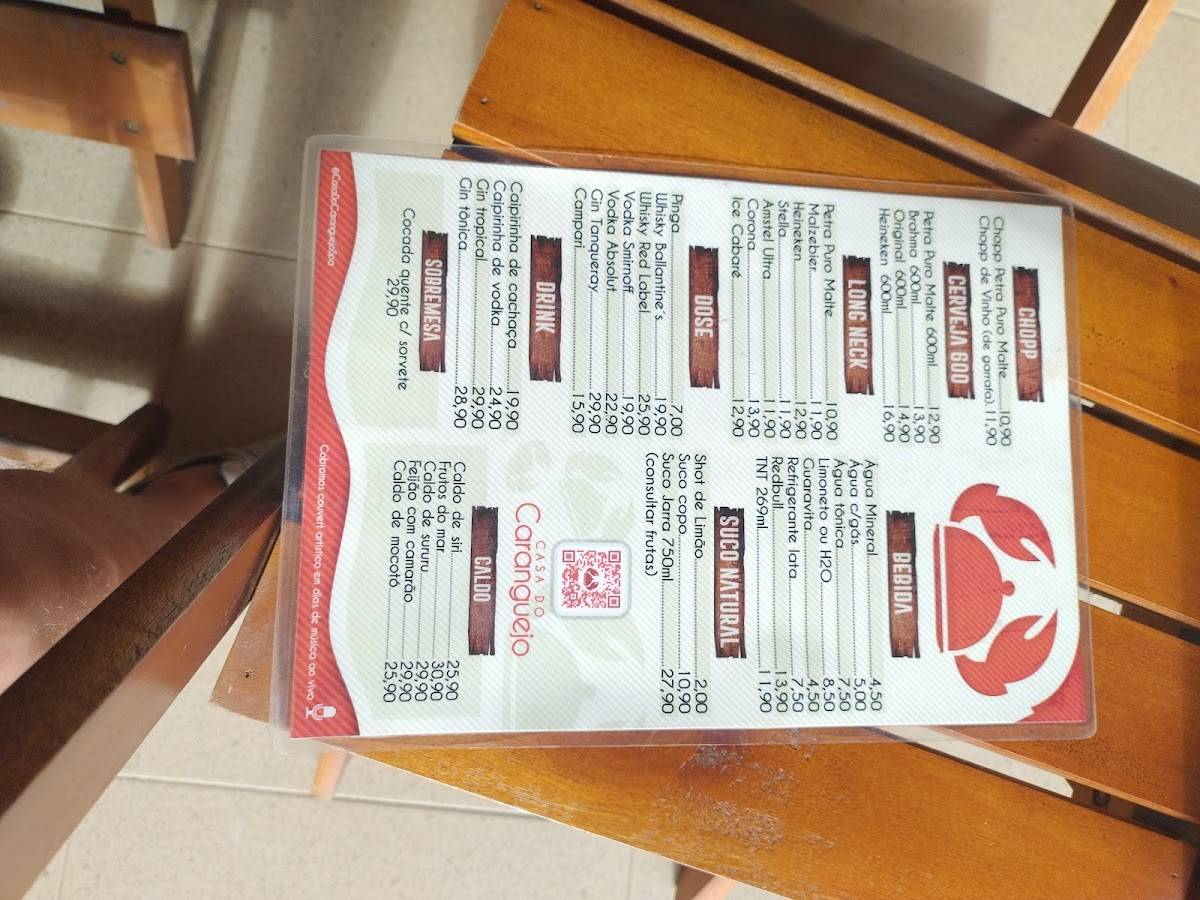 CHOPP
Chopp Petra Puro Malte 10,90
Chopp de Vinho (de garrafa). 11,90
CERVEJA 600
Petra Puro Malte 600ml 12,90
Brahma 600ml 13,90
Original 600ml 14,90
Heineken 600ml 16,90
LONG NECK
Petra Puro Malte 10,90
Malzebier 11,90
Heineken 12,90
Stella 11,90
Amstel Ultra 11,90
Corona 13,90
Ice Cabaré 12,90
DOSE
Pinga 7,00
Whisky Ballantine's 19,90
Whisky Red Label 25,90
Vodka Smirnoff 19,90
Vodka Absolut 22,90
Gin Tanqueray 29,90
Campari 15,90
DRINK
Caipirinha de cachaça 19,90
Caipirinha de vodka 24,90
Gin tropical 29,90
Gin tônica 28,90
SOBREMESA
Cocada quente c/ sorvete
29,90
BEBIDA
Água Mineral 4,50
Água c/gás 5,00
Água tônica 7,50
Limoneto ou H2O 8,50
Guaravita 4,50
Refrigerante lata 7,50
Redbull 13,90
TNT 269ml 11,90
SUCO NATURAL
Shot de Limão 2,00
Suco copo 10,90
Suco Jarra 750ml 27,90
(consultar frutas)
CASA DO
Caranguejo
CALDO
Caldo de siri 25,90
Frutos do mar 30,90
Caldo de sururu 29,90
Feijão com camarão 29,90
Caldo de mocotó 25,90
@CasaDoCaranguejoSpa
Cobramos couvert artístico em dias de música ao vivo